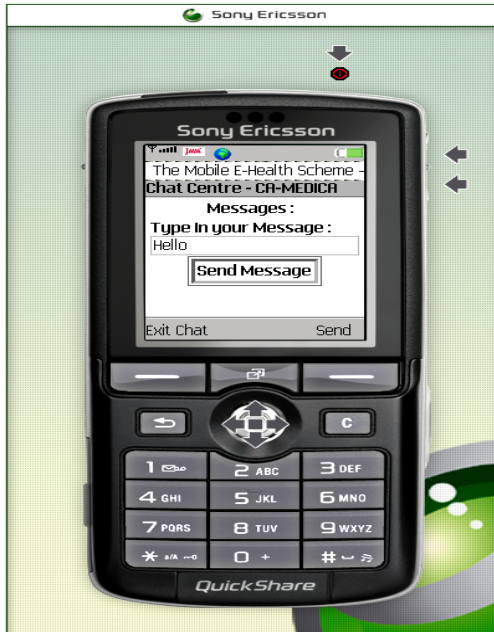 Sony Ericsson
Sony Ericsson
Java
The Mobile E-Health Scheme -
Chat Centre - CA-MEDICA
Messages :
Type In your Message :
Hello
Send Message
Exit Chat Send
C
1
2 ABC
3 DEF
4 GHI
5 JKL
6 MNO
7 PQRS
8 TUV
9 WXYZ
* a/A
0 +
#
QuickShare